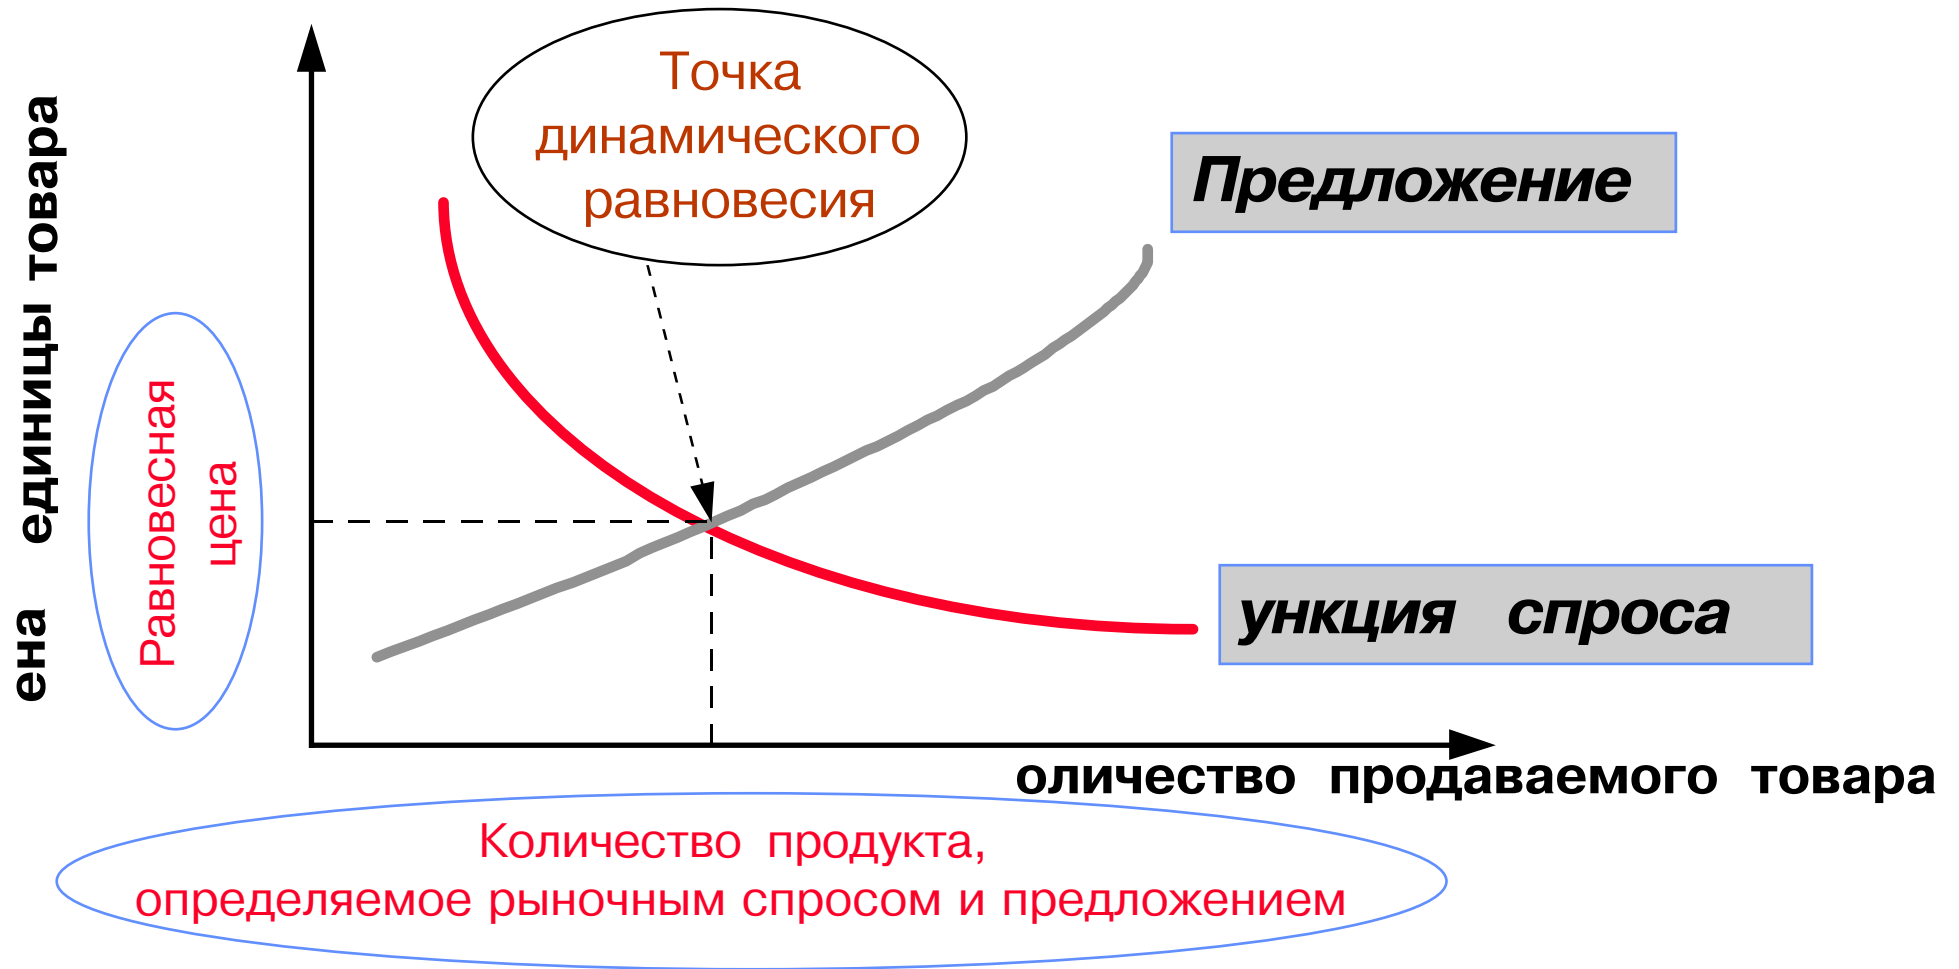 Точка
динамического
равновесия
Предложение
ена единицы товара
Равновесная
цена
ункция спроса
оличество продаваемого товара
Количество продукта,
определяемое рыночным спросом и предложением